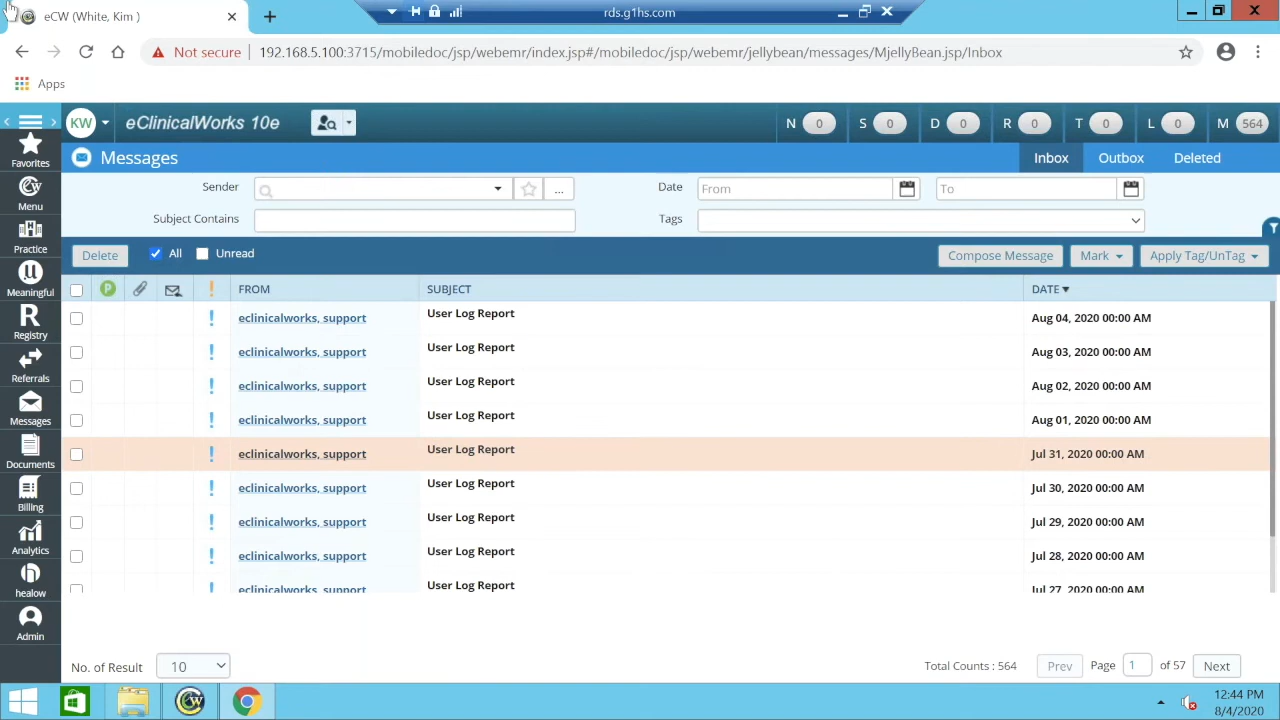 eCW (White, Kim )
rds.g1hs.com
Not secure
192.168.5.100:3715/mobiledoc/jsp/webemr/index.jsp#/mobiledoc/jsp/webemr/jellybean/messages/MjellyBean.jsp/Inbox
Apps
KW eClinicalWorks 10e N 0 S 0 D 0 R 0 T 0 L 0 M 564
Messages Inbox Outbox Deleted
Sender ... Date From To
Subject Contains Tags
Delete All Unread Compose Message Mark Apply Tag/UnTag
P ! FROM SUBJECT DATE
! eclinicalworks, support User Log Report Aug 04, 2020 00:00 AM
! eclinicalworks, support User Log Report Aug 03, 2020 00:00 AM
! eclinicalworks, support User Log Report Aug 02, 2020 00:00 AM
! eclinicalworks, support User Log Report Aug 01, 2020 00:00 AM
! eclinicalworks, support User Log Report Jul 31, 2020 00:00 AM
! eclinicalworks, support User Log Report Jul 30, 2020 00:00 AM
! eclinicalworks, support User Log Report Jul 29, 2020 00:00 AM
! eclinicalworks, support User Log Report Jul 28, 2020 00:00 AM
! eclinicalworks, support User Log Report Jul 27, 2020 00:00 AM
No. of Result 10 Total Counts : 564 Prev Page 1 of 57 Next
Favorites
Menu
Practice
Meaningful
R
Registry
Referrals
Messages
Documents
Billing
Analytics
healow
Admin
12:44 PM
8/4/2020